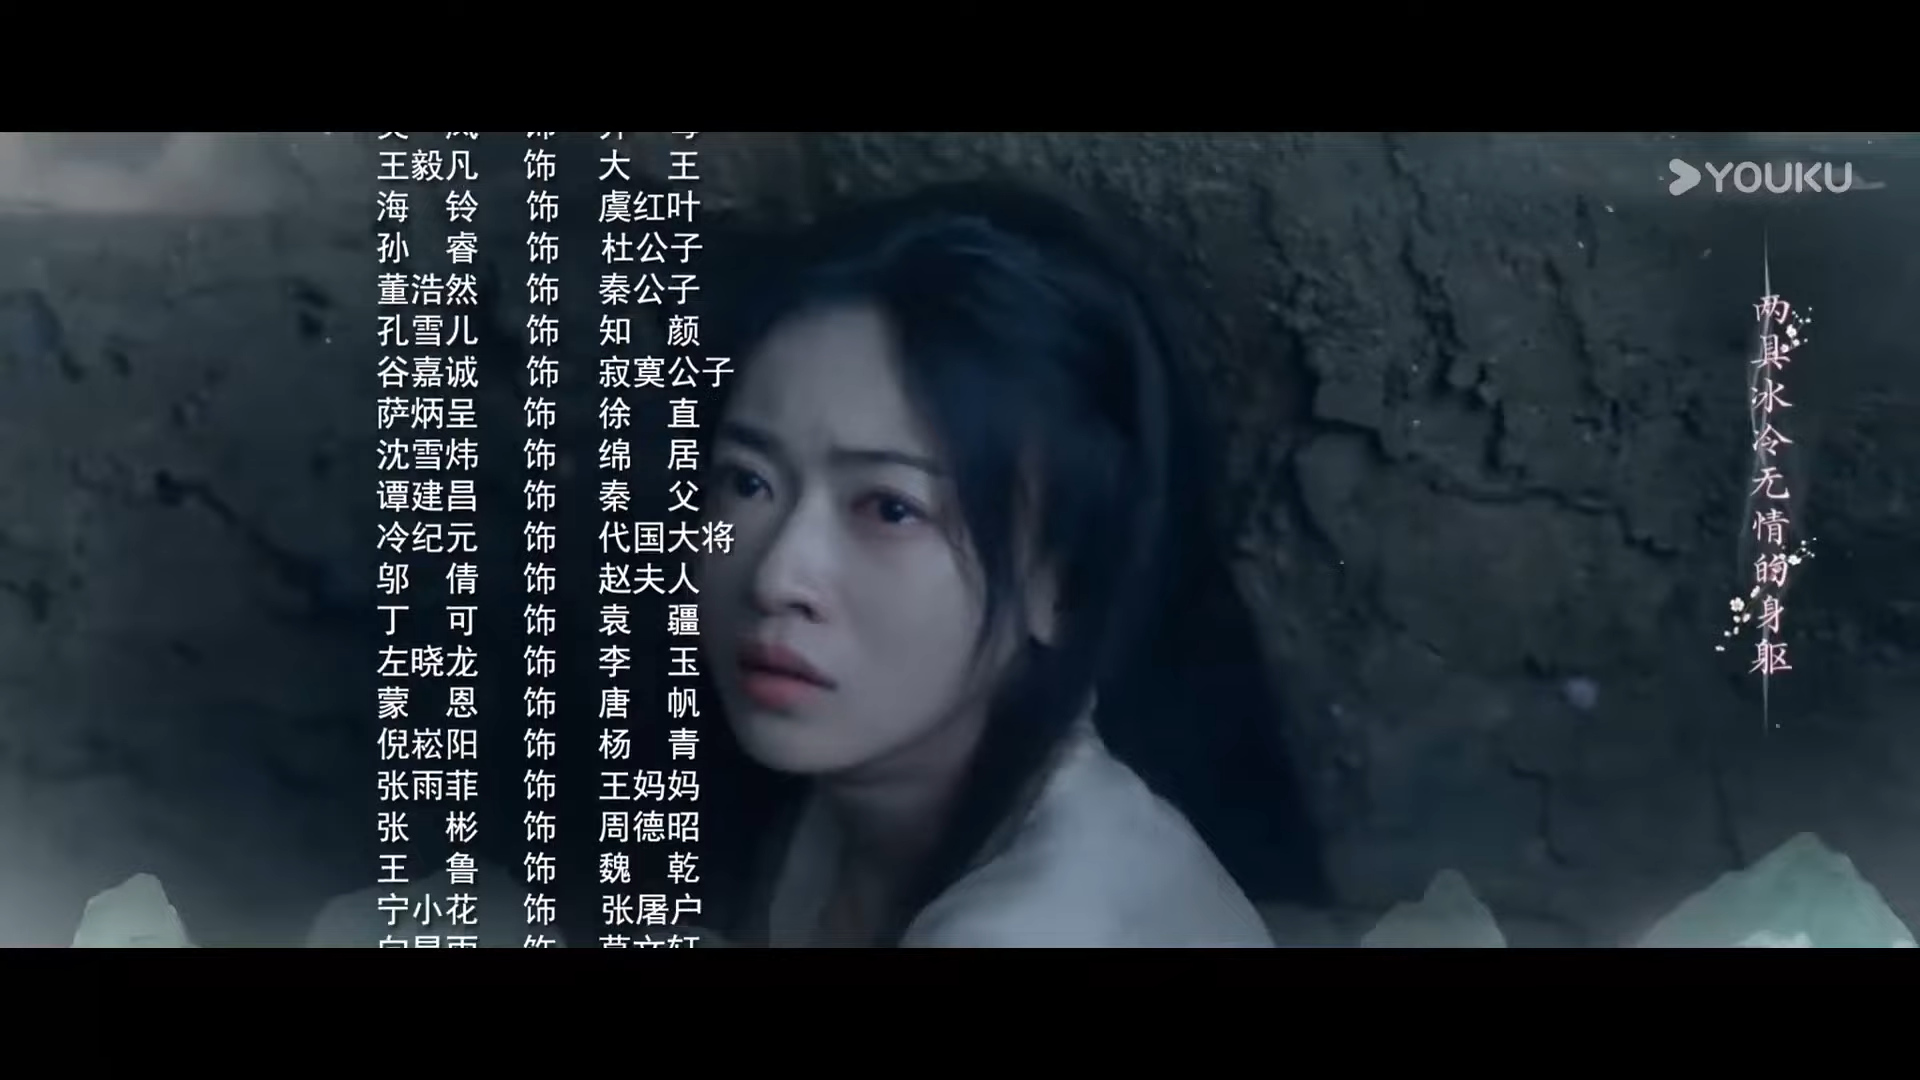 王毅凡 饰 大 王
海 铃 饰 虞红叶
孙 睿 饰 杜公子
董浩然 饰 秦公子
孔雪儿 饰 知 颜
谷嘉诚 饰 寂寞公子
萨炳呈 饰 徐 直
沈雪炜 饰 绵 居
谭建昌 饰 秦 父
冷纪元 饰 代国大将
邬 倩 饰 赵夫人
丁 可 饰 袁 疆
左晓龙 饰 李 玉
蒙 恩 饰 唐 帆
倪崧阳 饰 杨 青
张雨菲 饰 王妈妈
张 彬 饰 周德昭
王 鲁 饰 魏 乾
宁小花 饰 张屠户
YOUKU
两具冰冷无情的身躯